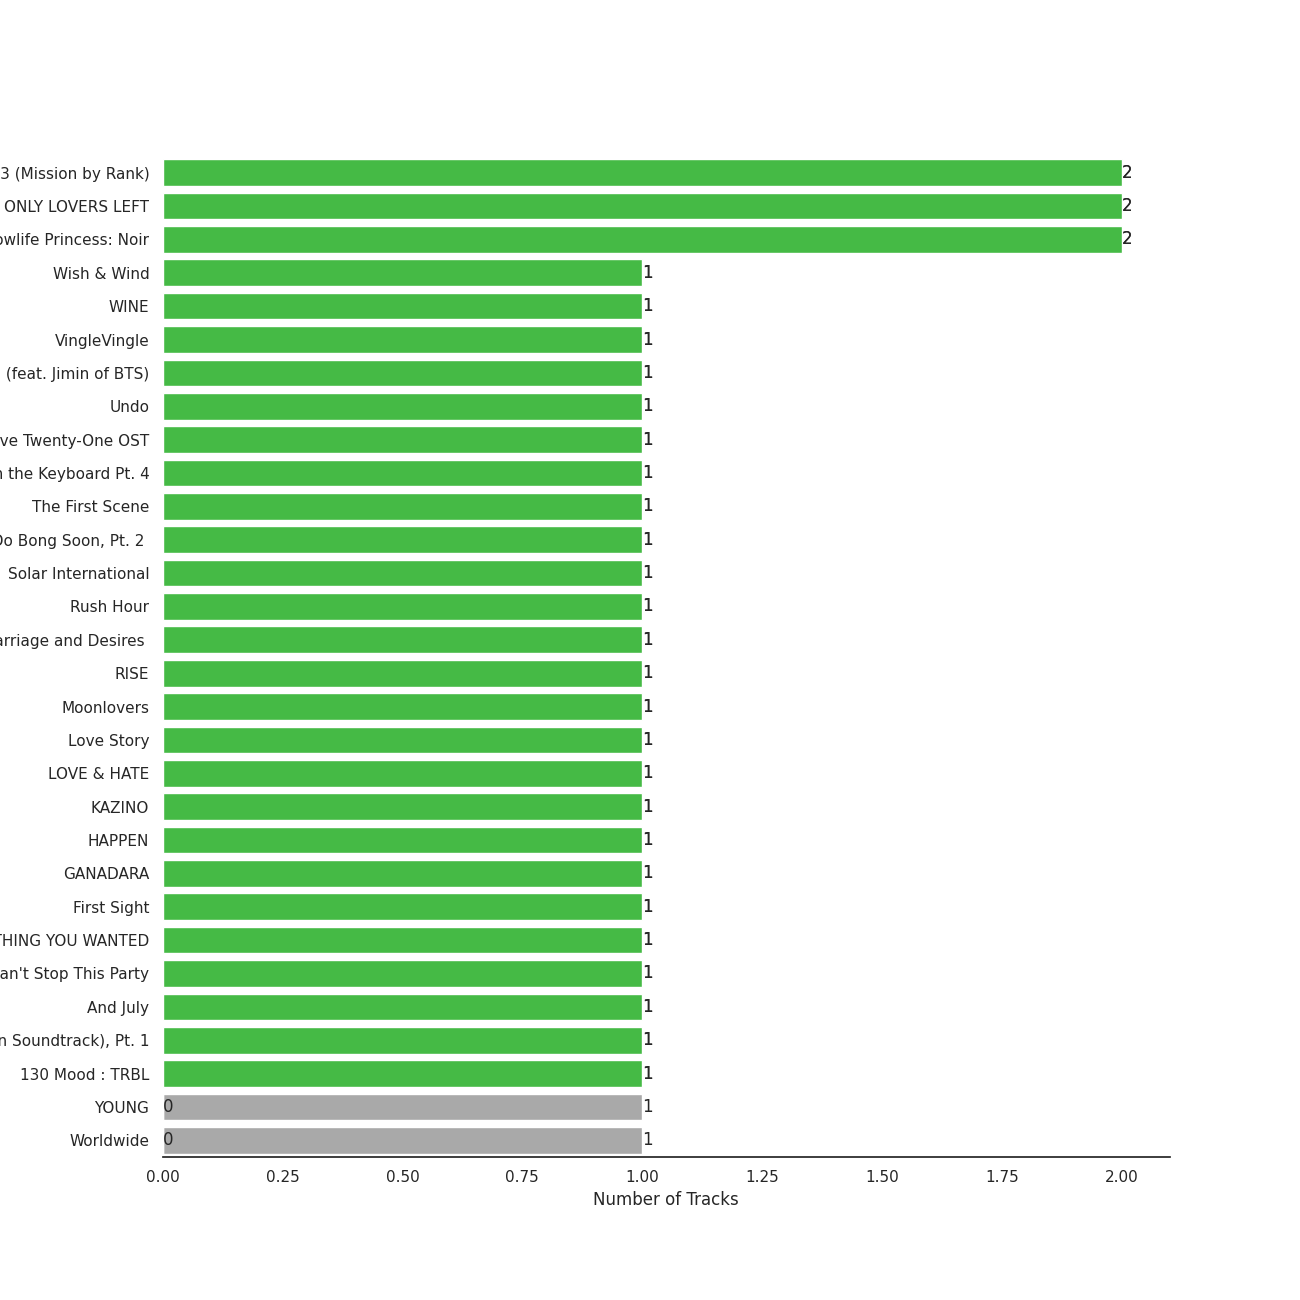 3 (Mission by Rank) 2
ONLY LOVERS LEFT 2
owlife Princess: Noir 2
Wish & Wind 1
WINE 1
VingleVingle 1
(feat. Jimin of BTS) 1
Undo 1
ve Twenty-One OST 1
n the Keyboard Pt. 4 1
The First Scene 1
Do Bong Soon, Pt. 2 1
Solar International 1
Rush Hour 1
arriage and Desires 1
RISE 1
Moonlovers 1
Love Story 1
LOVE & HATE 1
KAZINO 1
HAPPEN 1
GANADARA 1
First Sight 1
THING YOU WANTED 1
an't Stop This Party 1
And July 1
n Soundtrack), Pt. 1 1
130 Mood : TRBL 1
YOUNG 0 1
Worldwide 0 1
0.00 0.25 0.50 0.75 1.00 1.25 1.50 1.75 2.00
Number of Tracks